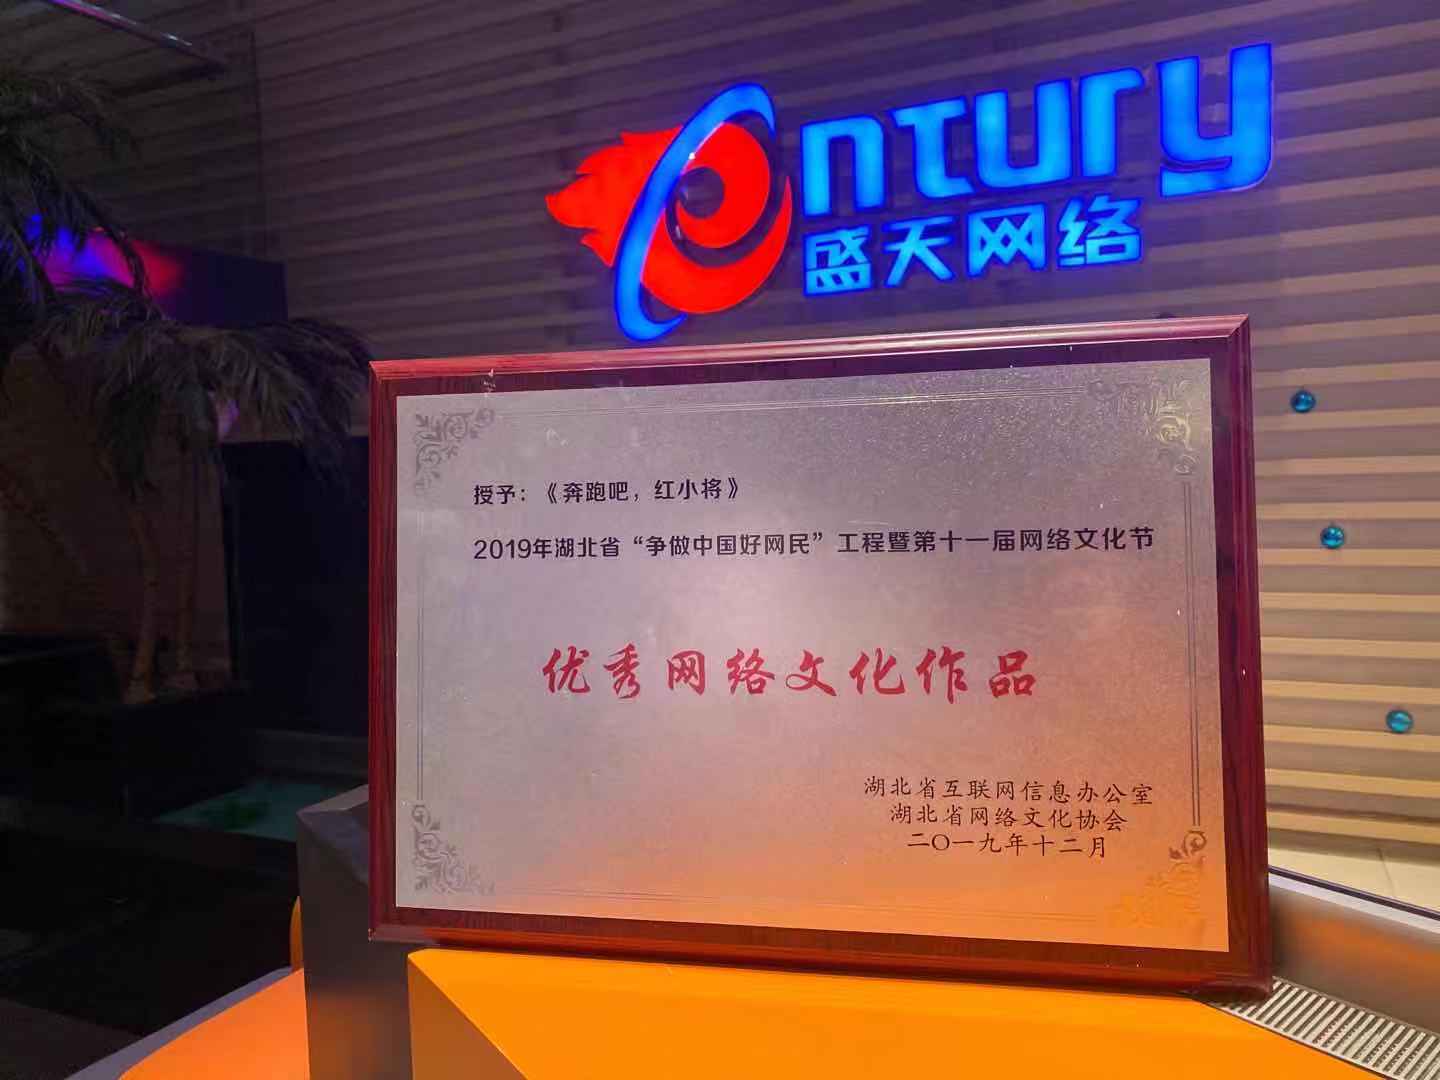 entury
盛天网络
授予：《奔跑吧，红小将》
2019年湖北省“争做中国好网民”工程暨第十一届网络文化节
优秀网络文化作品
湖北省互联网信息办公室
湖北省网络文化协会
二〇一九年十二月